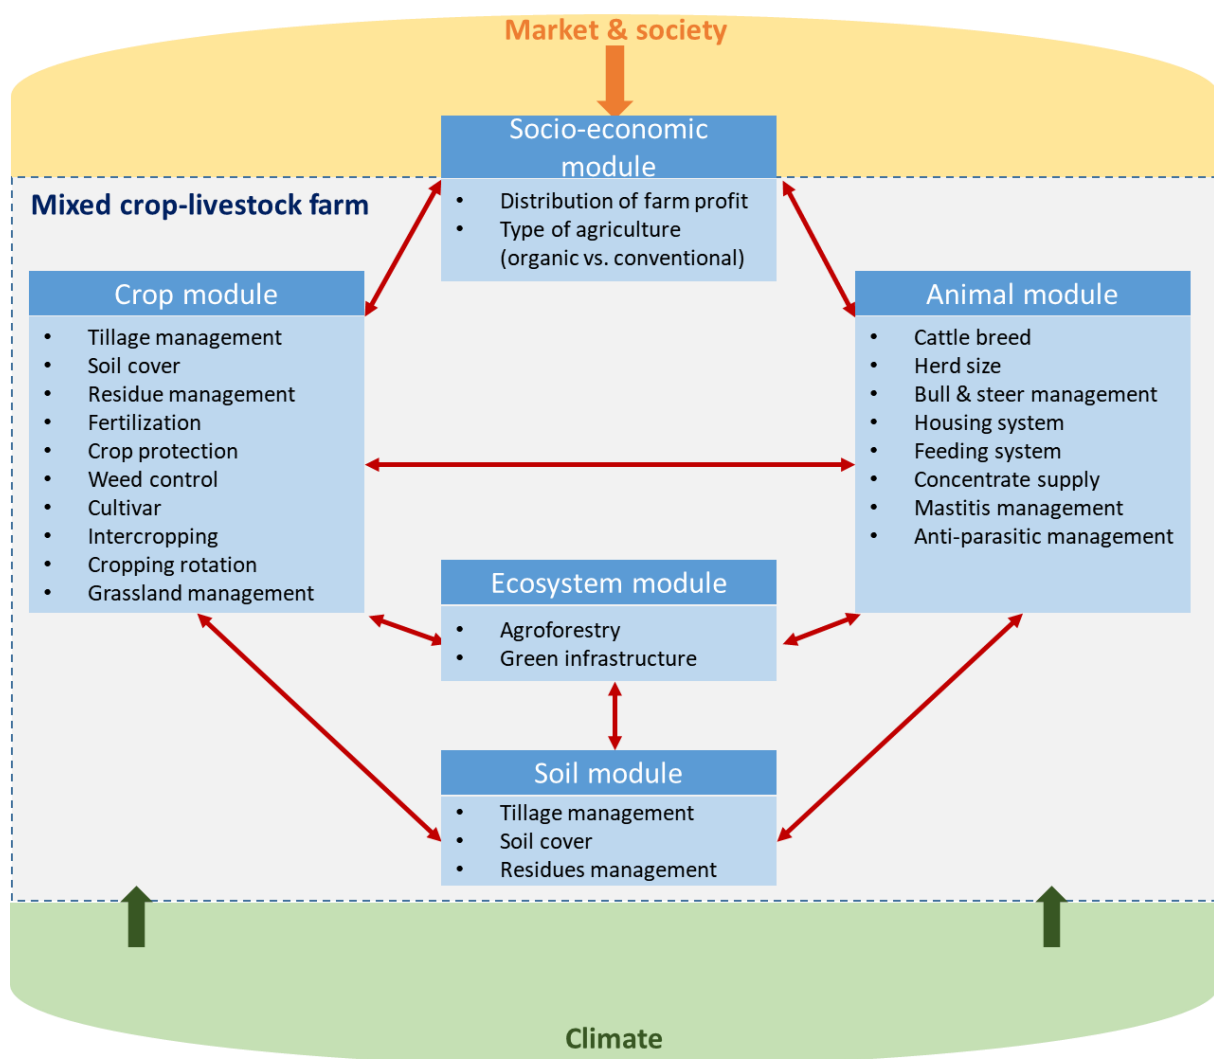 Market & society
Socio-economic
module
• Distribution of farm profit
• Type of agriculture
(organic vs. conventional)
Mixed crop-livestock farm
Crop module
• Tillage management
• Soil cover
• Residue management
• Fertilization
• Crop protection
• Weed control
• Cultivar
• Intercropping
• Cropping rotation
• Grassland management
Animal module
• Cattle breed
• Herd size
• Bull & steer management
• Housing system
• Feeding system
• Concentrate supply
• Mastitis management
• Anti-parasitic management
Ecosystem module
• Agroforestry
• Green infrastructure
Soil module
• Tillage management
• Soil cover
• Residues management
Climate